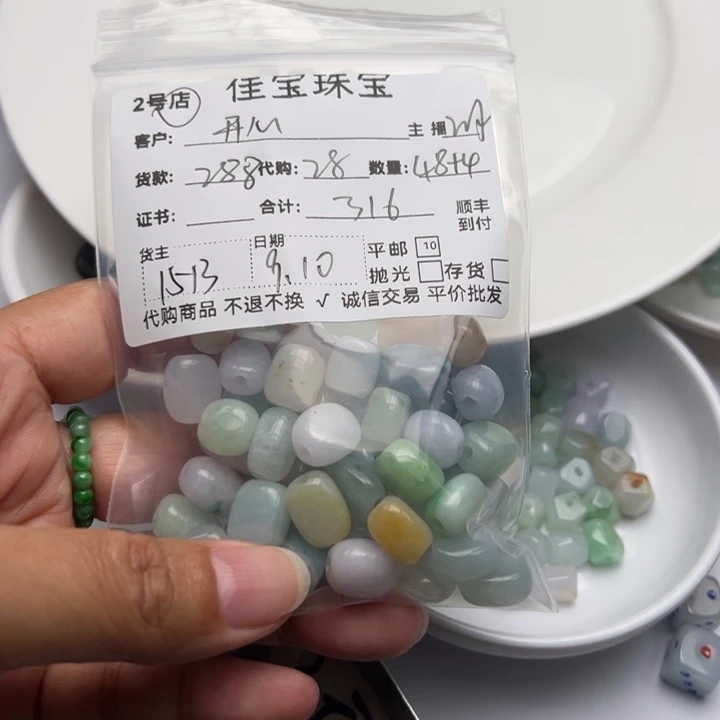 佳宝珠宝
2号店
客户: 开心 主播
货款: 288 代购: 28 数量: 48+4
证书: 合计: 316 顺丰到付
货主 1513 日期 9.10 平邮 10
抛光 存货
代购商品 不退不换 √ 诚信交易 平价批发